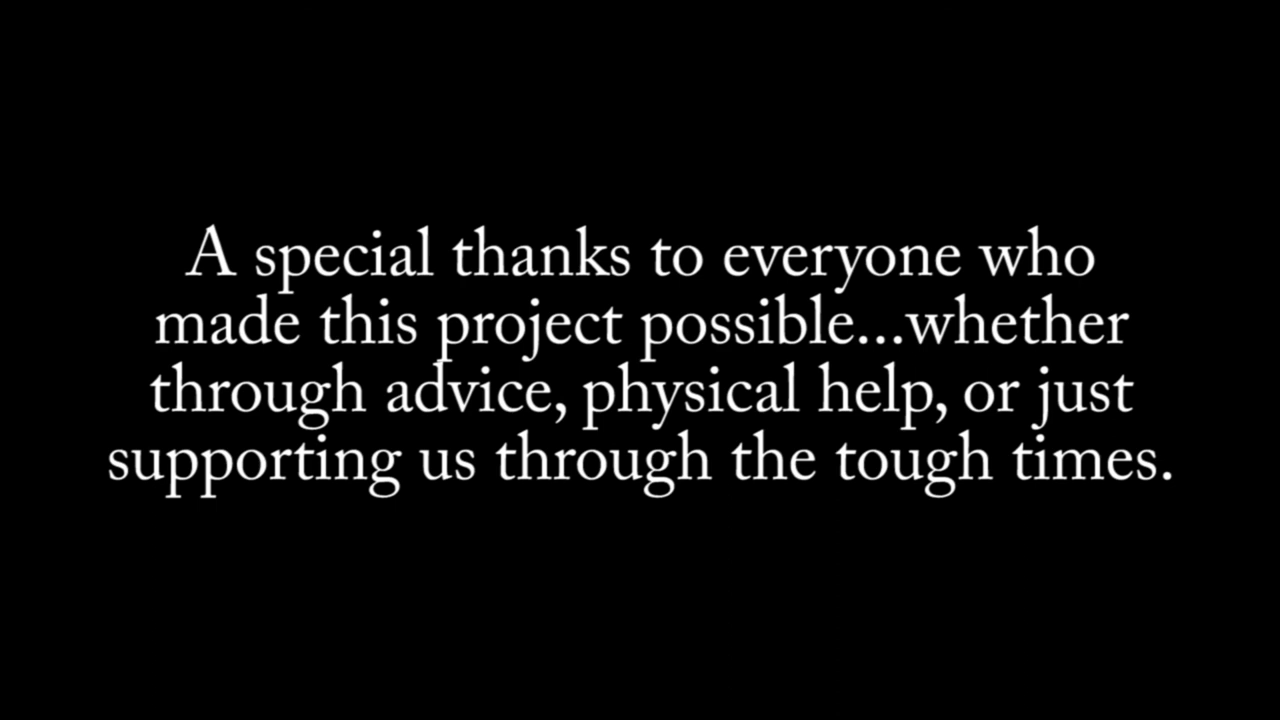 A special thanks to everyone who
made this project possible...whether
through advice, physical help, or just
supporting us through the tough times.